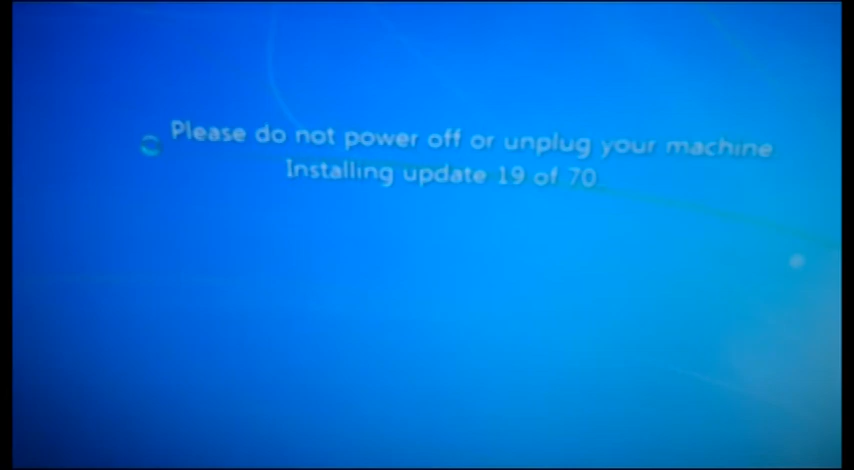 Please do not power off or unplug your machine
Installing update 19 of 70.